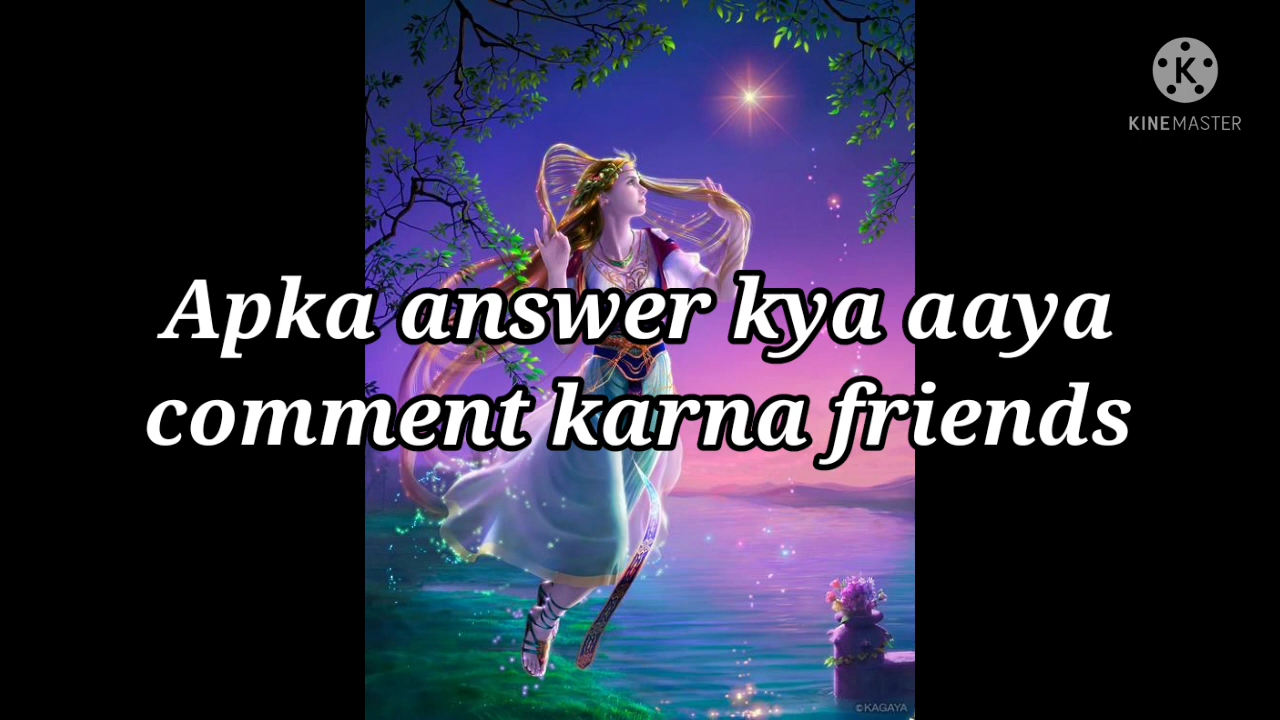 K
KINEMASTER
Apka answer kya aaya
comment karna friends
©KAGAYA